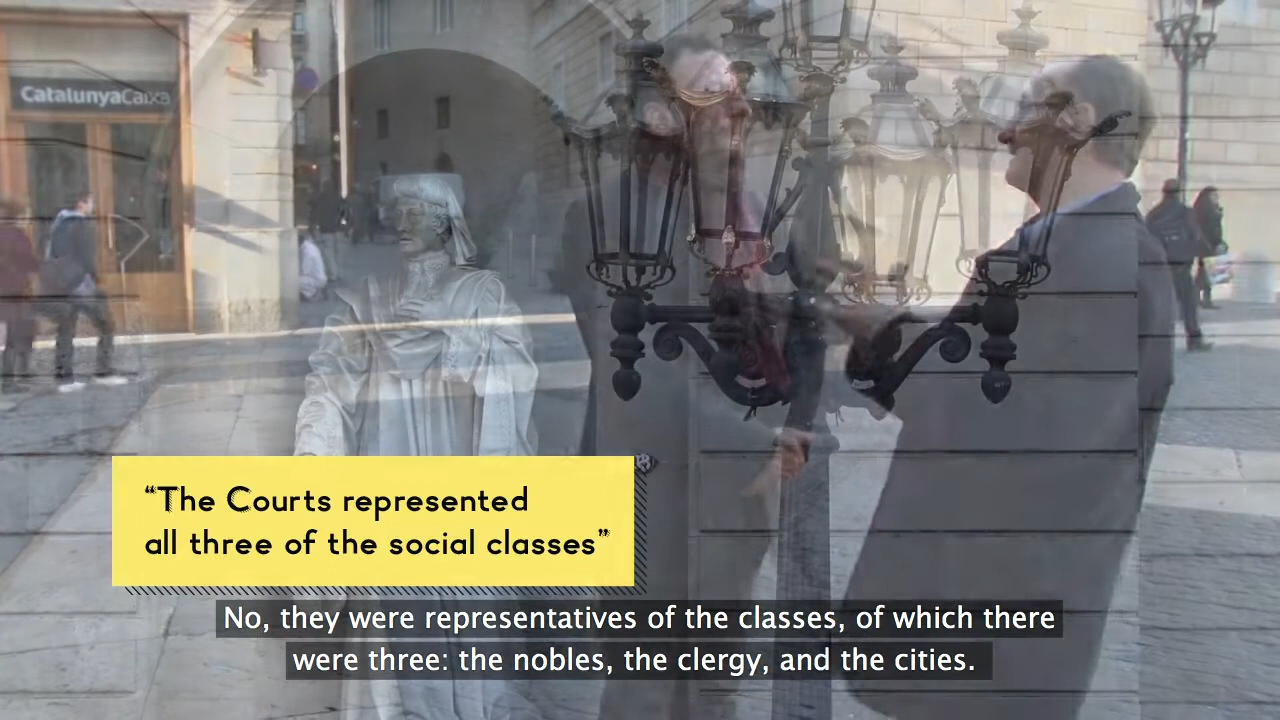 CatalunyaCaixa
“The Courts represented
all three of the social classes”
No, they were representatives of the classes, of which there
were three: the nobles, the clergy, and the cities.